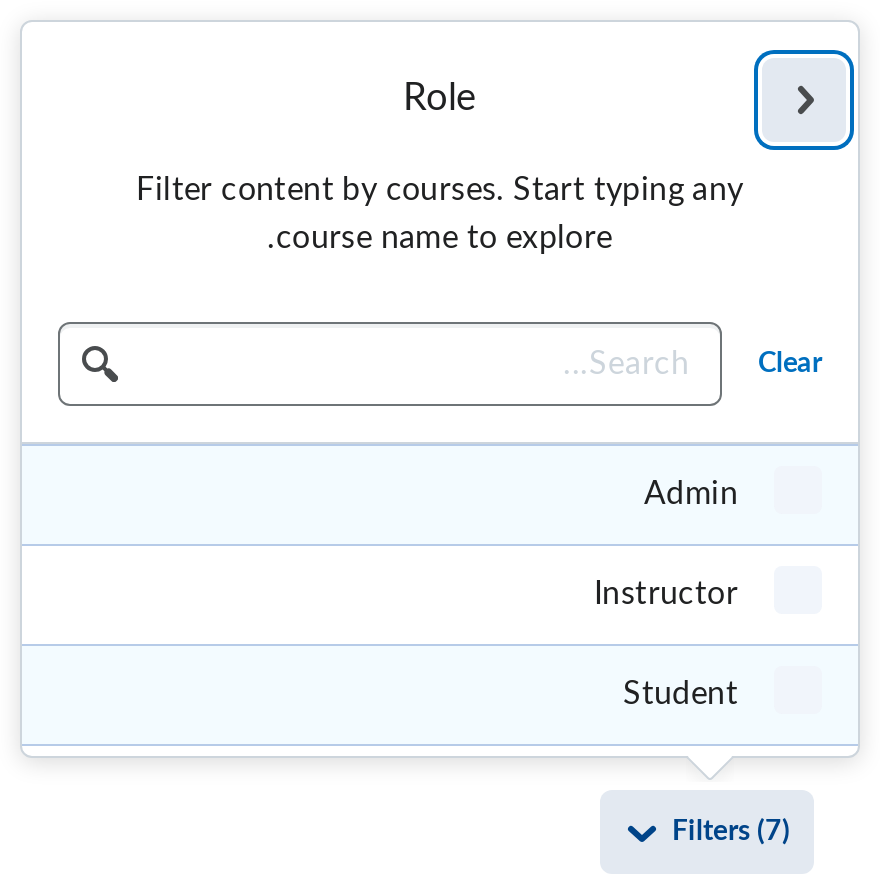 Role
Filter content by courses. Start typing any
.course name to explore
...Search
Clear
Admin
Instructor
Student
Filters (7)